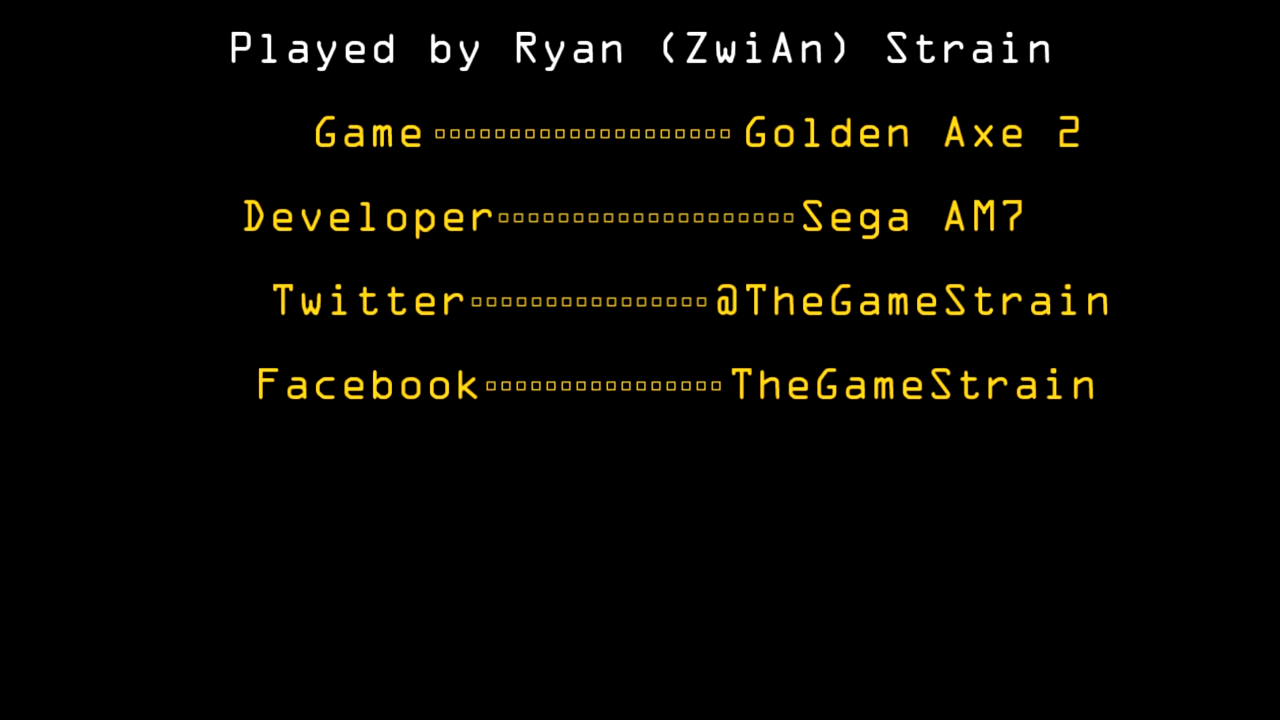 Played by Ryan (ZwiAn) Strain
Game▯▯▯▯▯▯▯▯▯▯▯▯▯▯▯▯▯▯▯▯Golden Axe 2
Developer▯▯▯▯▯▯▯▯▯▯▯▯▯▯▯▯▯▯▯▯Sega AM7
Twitter▯▯▯▯▯▯▯▯▯▯▯▯▯▯▯▯@TheGameStrain
Facebook▯▯▯▯▯▯▯▯▯▯▯▯▯▯▯▯TheGameStrain